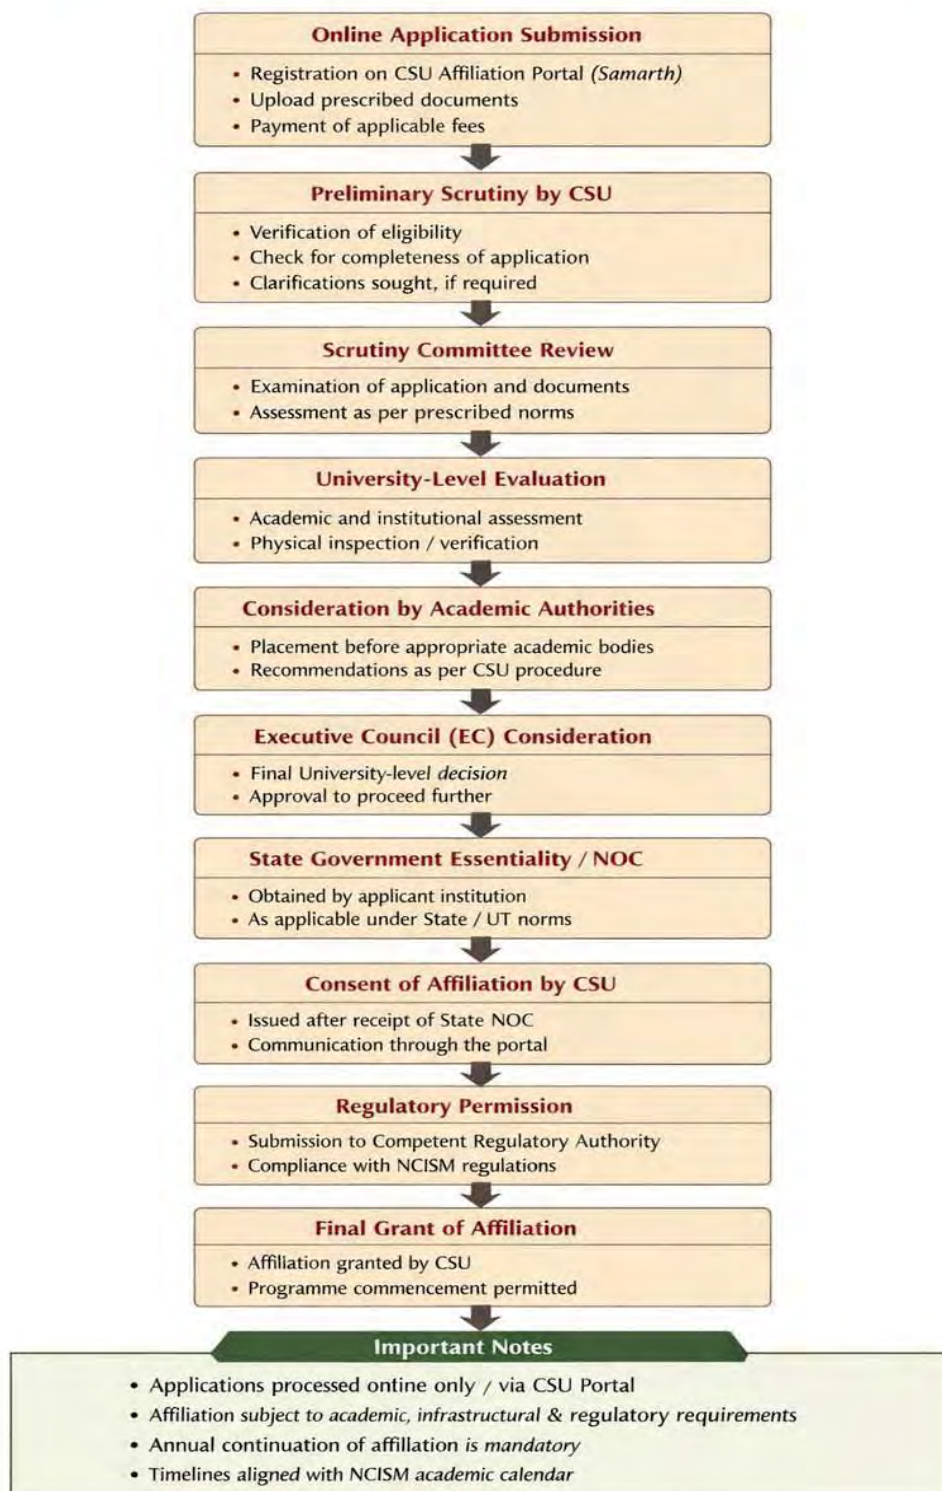 Online Application Submission
• Registration on CSU Affiliation Portal (Samarth)
• Upload prescribed documents
• Payment of applicable fees
Preliminary Scrutiny by CSU
• Verification of eligibility
• Check for completeness of application
• Clarifications sought, if required
Scrutiny Committee Review
• Examination of application and documents
• Assessment as per prescribed norms
University-Level Evaluation
• Academic and institutional assessment
• Physical inspection / verification
Consideration by Academic Authorities
• Placement before appropriate academic bodies
• Recommendations as per CSU procedure
Executive Council (EC) Consideration
• Final University-level decision
• Approval to proceed further
State Government Essentiality / NOC
• Obtained by applicant institution
• As applicable under State / UT norms
Consent of Affiliation by CSU
• Issued after receipt of State NOC
• Communication through the portal
Regulatory Permission
• Submission to Competent Regulatory Authority
• Compliance with NCISM regulations
Final Grant of Affiliation
• Affiliation granted by CSU
• Programme commencement permitted
Important Notes
• Applications processed ontine only / via CSU Portal
• Affiliation subject to academic, infrastructural & regulatory requirements
• Annual continuation of affillation is mandatory
• Timelines aligned with NCISM academic calendar